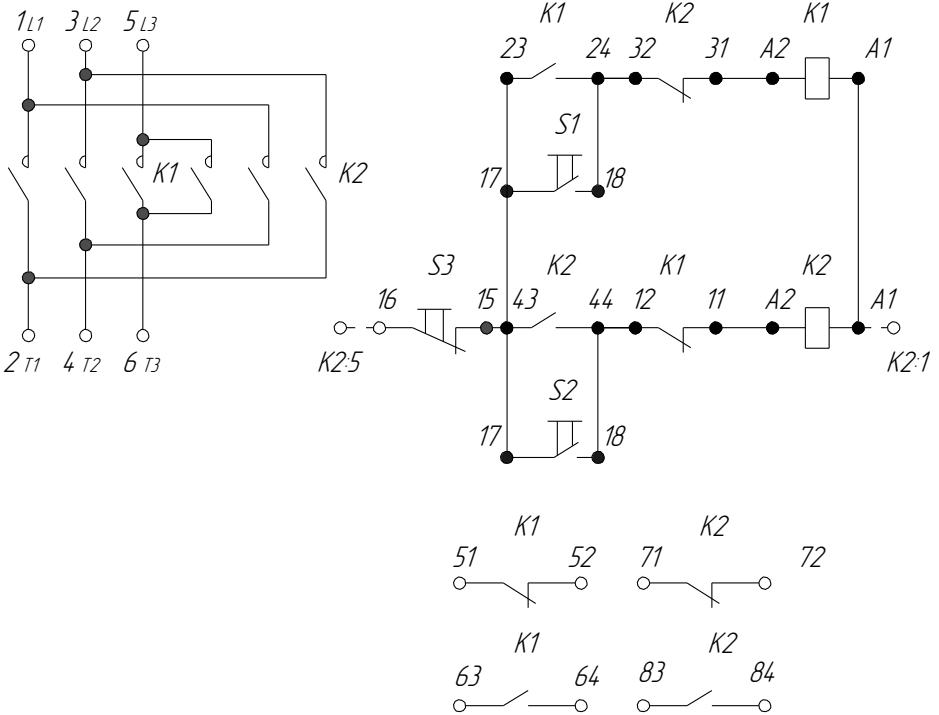 1 L1 3 L2 5 L3
K1 K2
2 T1 4 T2 6 T3
K1 K2 K1
23 24 32 31 A2 A1
S1
17 18
S3 K2 K1 K2
16 15 43 44 12 11 A2 A1
K2:5 K2:1
S2
17 18
K1 K2
51 52 71 72
K1 K2
63 64 83 84